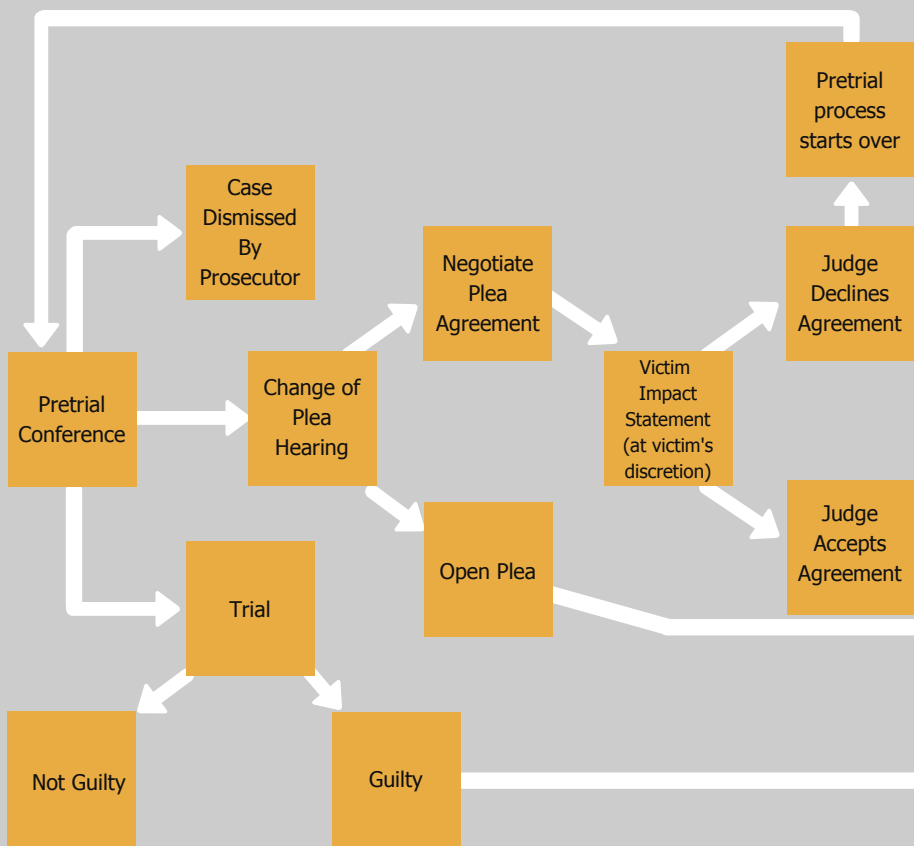 Pretrial
process
starts over
Case
Dismissed
By
Prosecutor
Negotiate
Plea
Agreement
Judge
Declines
Agreement
Pretrial
Conference
Change of
Plea
Hearing
Victim
Impact
Statement
(at victim's
discretion)
Judge
Accepts
Agreement
Open Plea
Trial
Not Guilty
Guilty